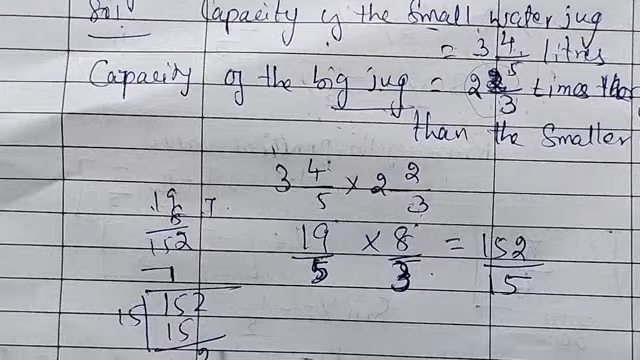 Sol: Capacity of the small water jug
= 3 4/5 litres
Capacity of the big jug = 2 2/3 times
than the smaller
3 4/5 × 2 2/3
19
8
152
19/5 × 8/3 = 152/15
15 152
15